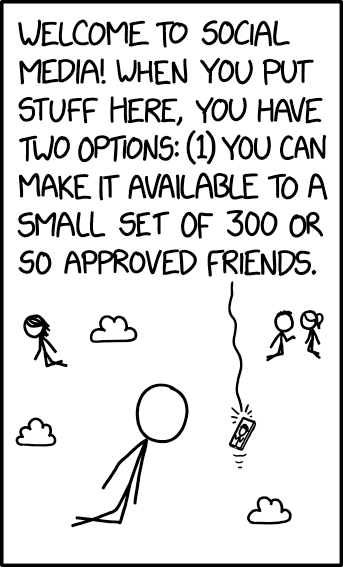 WELCOME TO SOCIAL
MEDIA! WHEN YOU PUT
STUFF HERE, YOU HAVE
TWO OPTIONS: (1) YOU CAN
MAKE IT AVAILABLE TO A
SMALL SET OF 300 OR
SO APPROVED FRIENDS.